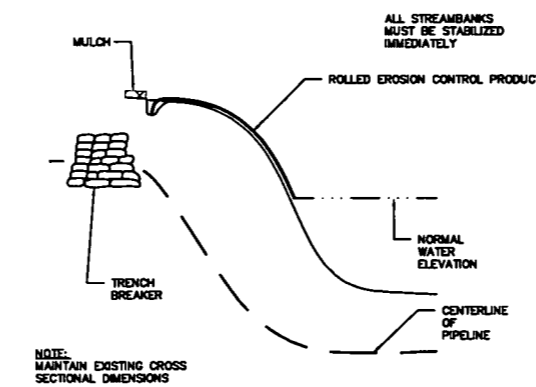 ALL STREAMBANKS
MUST BE STABILIZED
IMMEDIATELY
MULCH
ROLLED EROSION CONTROL PRODUCT
NORMAL
WATER
ELEVATION
TRENCH
BREAKER
CENTERLINE
OF
PIPELINE
NOTE:
MAINTAIN EXISTING CROSS
SECTIONAL DIMENSIONS